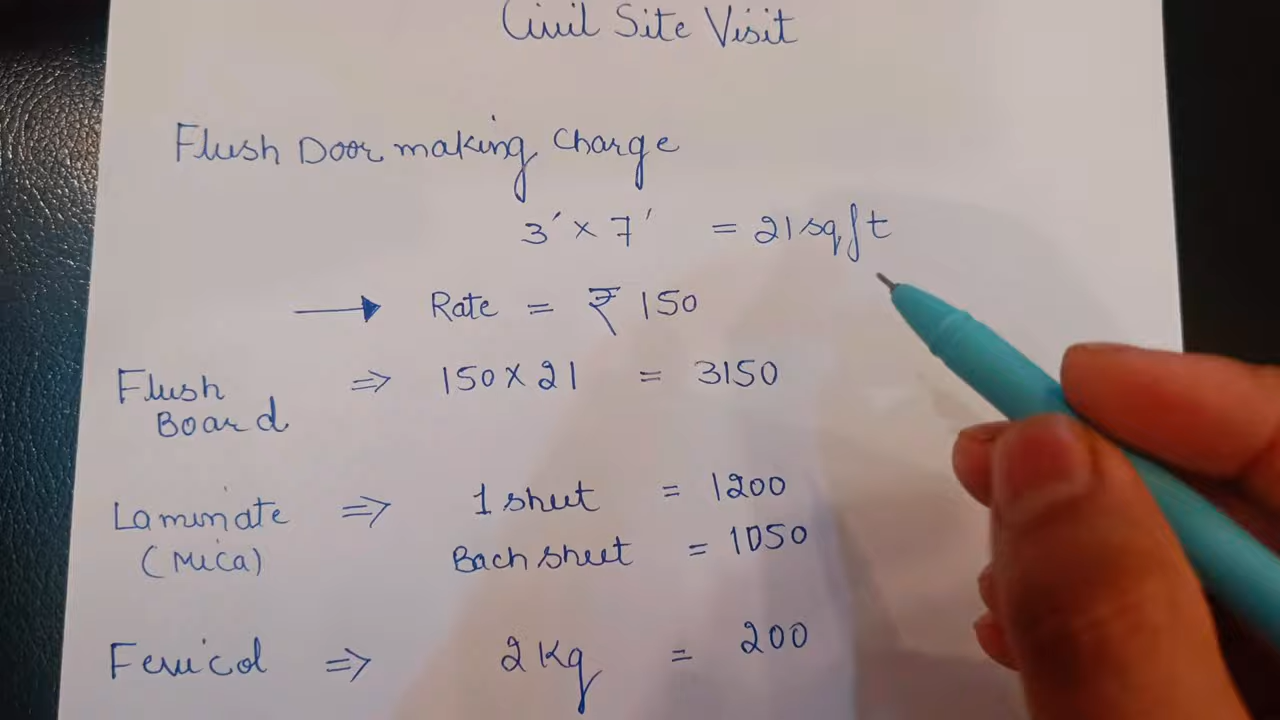 Civil Site Visit
Flush Door making Charge
3' × 7' = 21 sqft
→ Rate = ₹ 150
Flush Board ⇒ 150 × 21 = 3150
Laminate (Mica) ⇒ 1 sheet = 1200
Back sheet = 1050
Fevicol ⇒ 2 Kg = 200